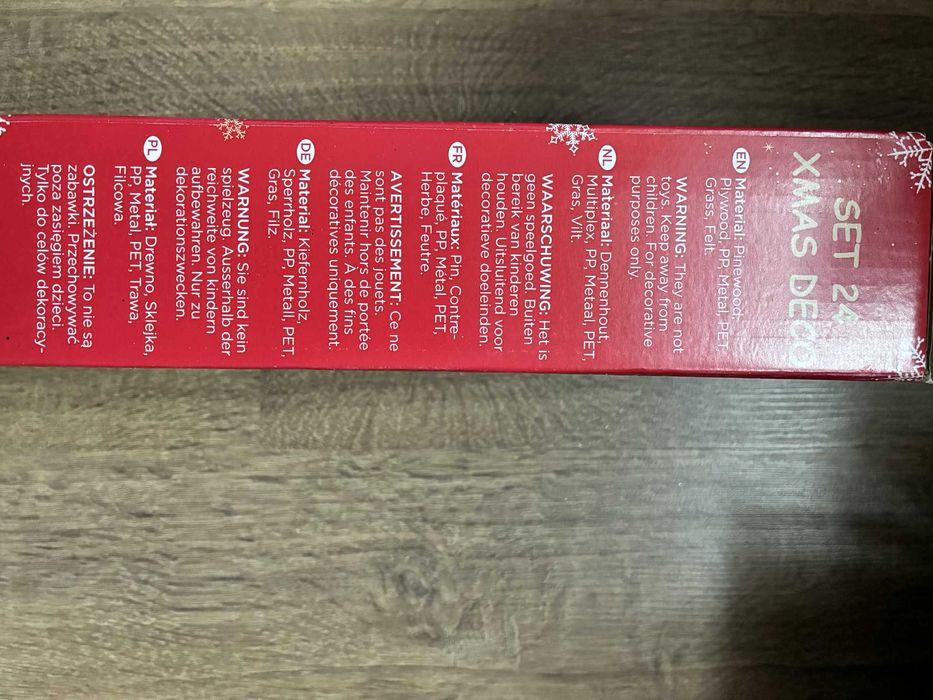 SET 24
XMAS DECO
EN Material: Pinewood-
Plywood, PP, Metal, PET,
Grass, Felt.
WARNING: They are not
toys, keep away from
children. For decorative
purposes only.
NL Materiaal: Dennenhout
Multiplex, PP, Metaal, PET,
Gras, Vilt.
WAARSCHUWING: Het is
geen speelgoed. Buiten
bereik van kinderen
houden. Uitsluitend voor
decoratieve doeleinden.
FR Matériaux: Pin, Contre-
plaqué, PP, Métal, PET,
Herbe, Feutre.
AVERTISSEMENT: Ce ne
sont pas des jouets.
Maintenir hors de portée
des enfants. À des fins
décoratives uniquement.
DE Material: Kiefernholz,
Sperrholz, PP, Metall, PET,
Gras, Filz.
WARNUNG: Sie sind kein
spielzeug. Ausserhalb der
reichweite von kindern
aufbewahren. Nur zu
dekorationszwecken.
PL Materiał: Drewno, Sklejka,
PP, Metal, PET, Trawa,
Filcowa.
OSTRZEŻENIE: To nie są
zabawki. Przechowywać
poza zasięgiem dzieci.
Tylko do celów dekoracy-
jnych.